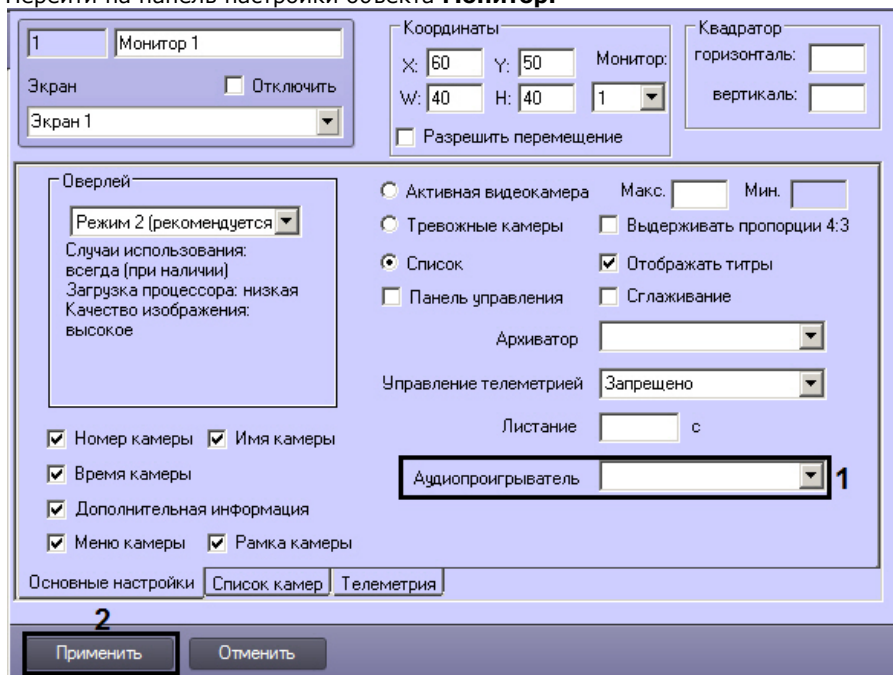 Перейти на панель настройки объекта Монитор.
1 Монитор 1
Экран Отключить
Экран 1
Координаты
X: 60 Y: 50 Монитор:
W: 40 H: 40 1
Разрешить перемещение
Квадратор
горизонталь:
вертикаль:
Оверлей
Режим 2 (рекомендуется
Случаи использования:
всегда (при наличии)
Загрузка процессора: низкая
Качество изображения:
высокое
Номер камеры Имя камеры
Время камеры
Дополнительная информация
Меню камеры Рамка камеры
Активная видеокамера Макс. Мин.
Тревожные камеры Выдерживать пропорции 4:3
Список Отображать титры
Панель управления Сглаживание
Архиватор
Управление телеметрией Запрещено
Листание с
Аудиопроигрыватель 1
Основные настройки Список камер Телеметрия
2
Применить Отменить